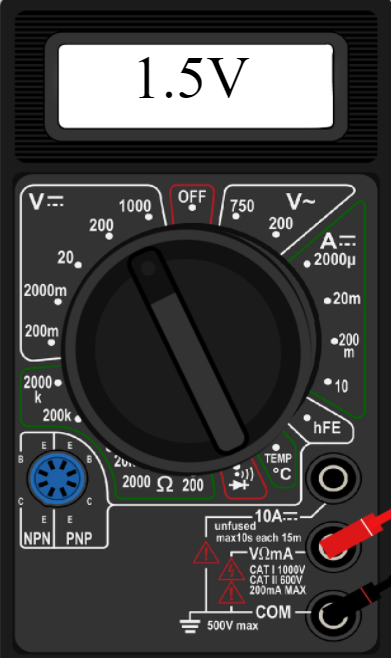 1.5V
V⎓
1000
OFF
750
V~
200
200
A⎓
2000µ
20
2000m
20m
200m
200
m
2000
k
10
200k
hFE
20k
TEMP
°C
2000 Ω 200
E E
B B B
C C C
E E
NPN PNP
10A⎓
unfused
max10s each 15m
VΩmA
CAT I 1000V
CAT II 600V
200mA MAX
COM
500V max